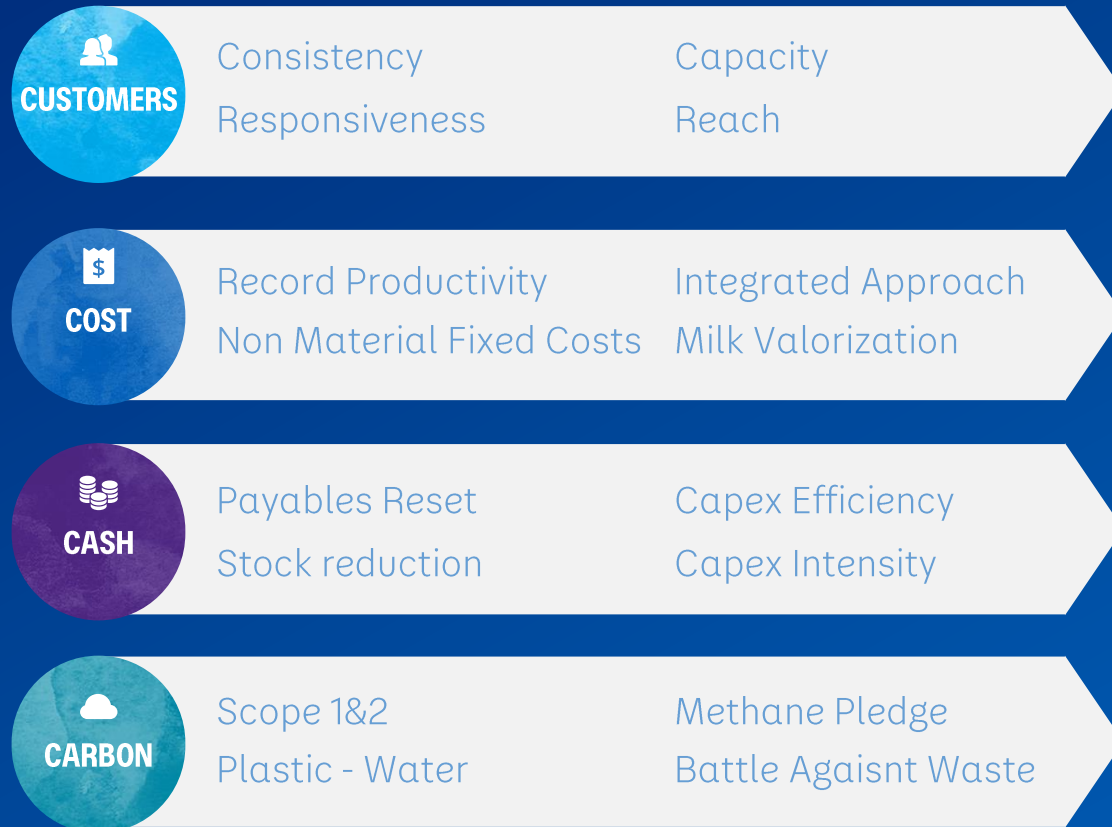 CUSTOMERS
Consistency
Capacity
Responsiveness
Reach
$
COST
Record Productivity
Integrated Approach
Non Material Fixed Costs
Milk Valorization
CASH
Payables Reset
Capex Efficiency
Stock reduction
Capex Intensity
CARBON
Scope 1&2
Methane Pledge
Plastic - Water
Battle Agaisnt Waste